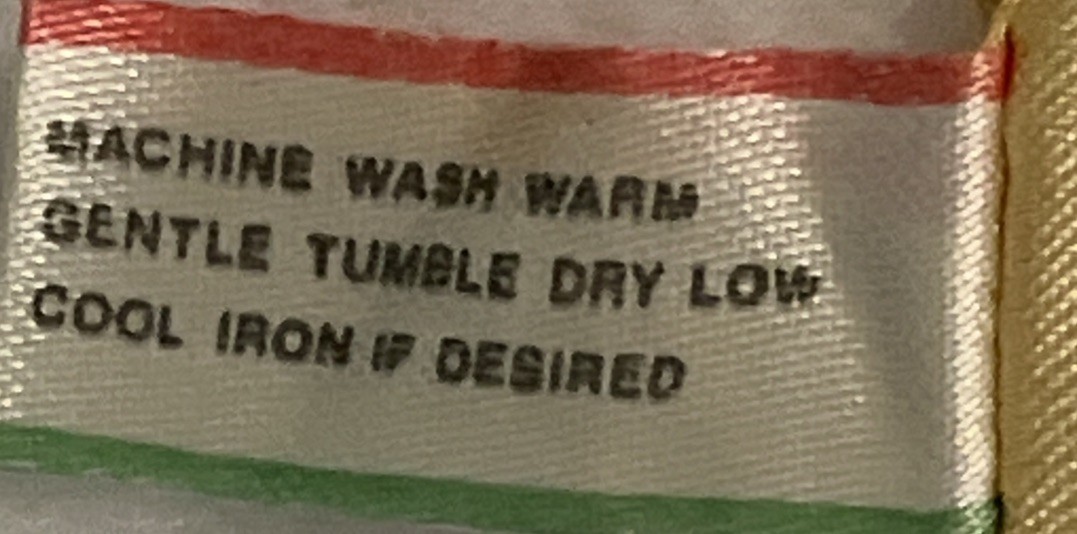 MACHINE WASH WARM
GENTLE TUMBLE DRY LOW
COOL IRON IF DESIRED